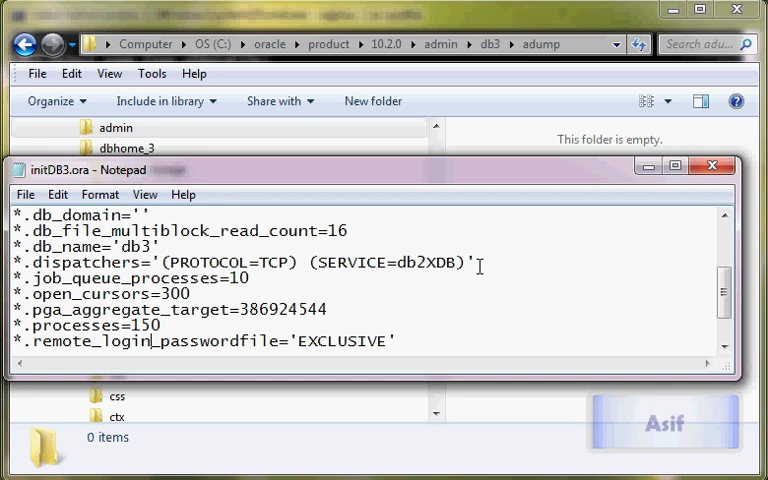 Computer ▸ OS (C:) ▸ oracle ▸ product ▸ 10.2.0 ▸ admin ▸ db3 ▸ adump
Search adu...
File Edit View Tools Help
Organize Include in library Share with New folder
admin
dbhome_3
This folder is empty.
initDB3.ora - Notepad
File Edit Format View Help
*.db_domain=''
*.db_file_multiblock_read_count=16
*.db_name='db3'
*.dispatchers='(PROTOCOL=TCP) (SERVICE=db2XDB)'
*.job_queue_processes=10
*.open_cursors=300
*.pga_aggregate_target=386924544
*.processes=150
*.remote_login_passwordfile='EXCLUSIVE'
css
ctx
Asif
0 items